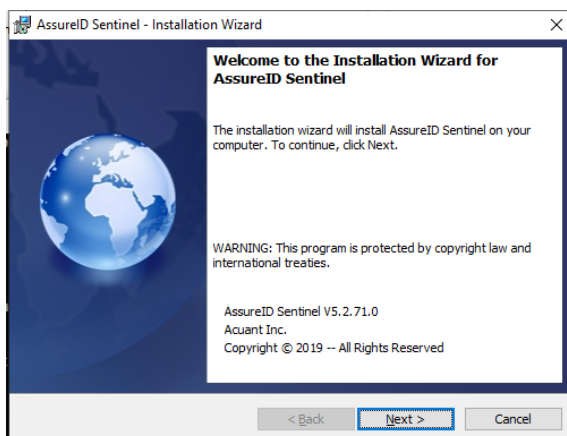 AssureID Sentinel - Installation Wizard
Welcome to the Installation Wizard for
AssureID Sentinel
The installation wizard will install AssureID Sentinel on your
computer. To continue, click Next.
WARNING: This program is protected by copyright law and
international treaties.
AssureID Sentinel V5.2.71.0
Acuant Inc.
Copyright © 2019 -- All Rights Reserved
< Back
Next >
Cancel